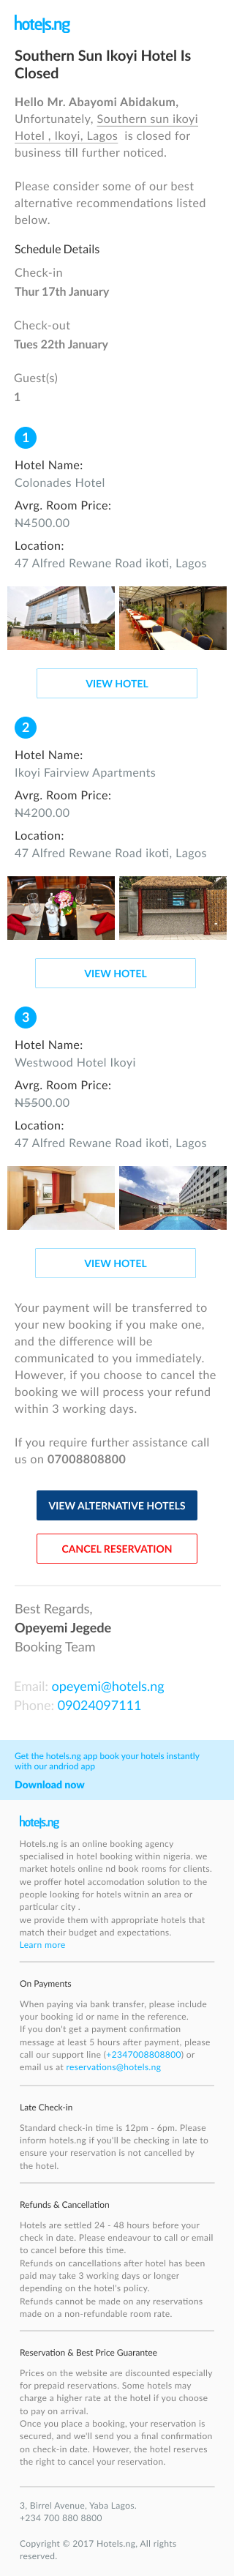 hotels.ng
Southern Sun Ikoyi Hotel Is
Closed
Hello Mr. Abayomi Abidakum,
Unfortunately, Southern sun ikoyi
Hotel , Ikoyi, Lagos is closed for
business till further noticed.
Please consider some of our best
alternative recommendations listed
below.
Schedule Details
Check-in
Thur 17th January
Check-out
Tues 22th January
Guest(s)
1
1
Hotel Name:
Colonades Hotel
Avrg. Room Price:
N4500.00
Location:
47 Alfred Rewane Road ikoti, Lagos
VIEW HOTEL
2
Hotel Name:
Ikoyi Fairview Apartments
Avrg. Room Price:
N4200.00
Location:
47 Alfred Rewane Road ikoti, Lagos
VIEW HOTEL
3
Hotel Name:
Westwood Hotel Ikoyi
Avrg. Room Price:
N5500.00
Location:
47 Alfred Rewane Road ikoti, Lagos
VIEW HOTEL
Your payment will be transferred to
your new booking if you make one,
and the difference will be
communicated to you immediately.
However, if you choose to cancel the
booking we will process your refund
within 3 working days.
If you require further assistance call
us on 07008808800
VIEW ALTERNATIVE HOTELS
CANCEL RESERVATION
Best Regards,
Opeyemi Jegede
Booking Team
Email: opeyemi@hotels.ng
Phone: 09024097111
Get the hotels.ng app book your hotels instantly
with our andriod app
Download now
hotels.ng
Hotels.ng is an online booking agency
specialised in hotel booking within nigeria. we
market hotels online nd book rooms for clients.
we proffer hotel accomodation solution to the
people looking for hotels witnin an area or
particular city .
we provide them with appropriate hotels that
match their budget and expectations.
Learn more
On Payments
When paying via bank transfer, please include
your booking id or name in the reference.
If you don't get a payment confirmation
message at least 5 hours after payment, please
call our support line (+2347008808800) or
email us at reservations@hotels.ng
Late Check-in
Standard check-in time is 12pm - 6pm. Please
inform hotels.ng if you'll be checking in late to
ensure your reservation is not cancelled by
the hotel.
Refunds & Cancellation
Hotels are settled 24 - 48 hours before your
check in date. Please endeavour to call or email
to cancel before this time.
Refunds on cancellations after hotel has been
paid may take 3 working days or longer
depending on the hotel's policy.
Refunds cannot be made on any reservations
made on a non-refundable room rate.
Reservation & Best Price Guarantee
Prices on the website are discounted especially
for prepaid reservations. Some hotels may
charge a higher rate at the hotel if you choose
to pay on arrival.
Once you place a booking, your reservation is
secured, and we'll send you a final confirmation
on check-in date. However, the hotel reserves
the right to cancel your reservation.
3, Birrel Avenue, Yaba Lagos.
+234 700 880 8800
Copyright © 2017 Hotels.ng, All rights
reserved.